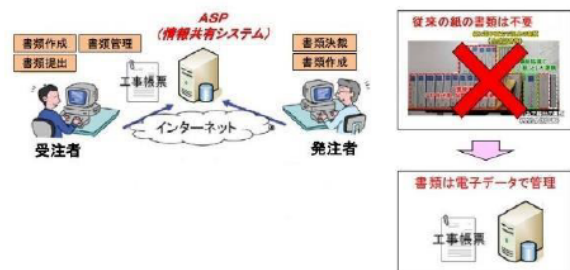 ASP
(情報共有システム)
書類作成
書類管理
書類提出
工事帳票
書類決裁
書類作成
インターネット
受注者
発注者
従来の紙の書類は不要
書類は電子データで管理
工事帳票